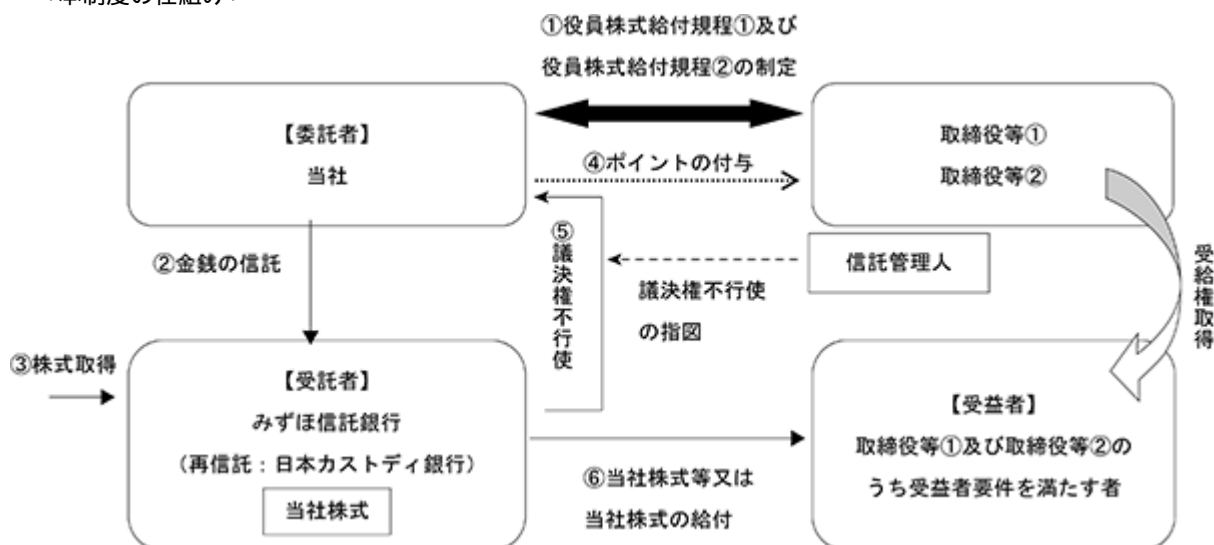 本制度の仕組み
①役員株式給付規程①及び
役員株式給付規程②の制定
【委託者】
当社
取締役等①
取締役等②
④ポイントの付与
②金銭の信託
⑤議決権不行使
議決権不行使
の指図
信託管理人
受給権取得
③株式取得
【受託者】
みずほ信託銀行
(再信託:日本カストディ銀行)
当社株式
⑥当社株式等又は
当社株式の給付
【受益者】
取締役等①及び取締役等②の
うち受益者要件を満たす者